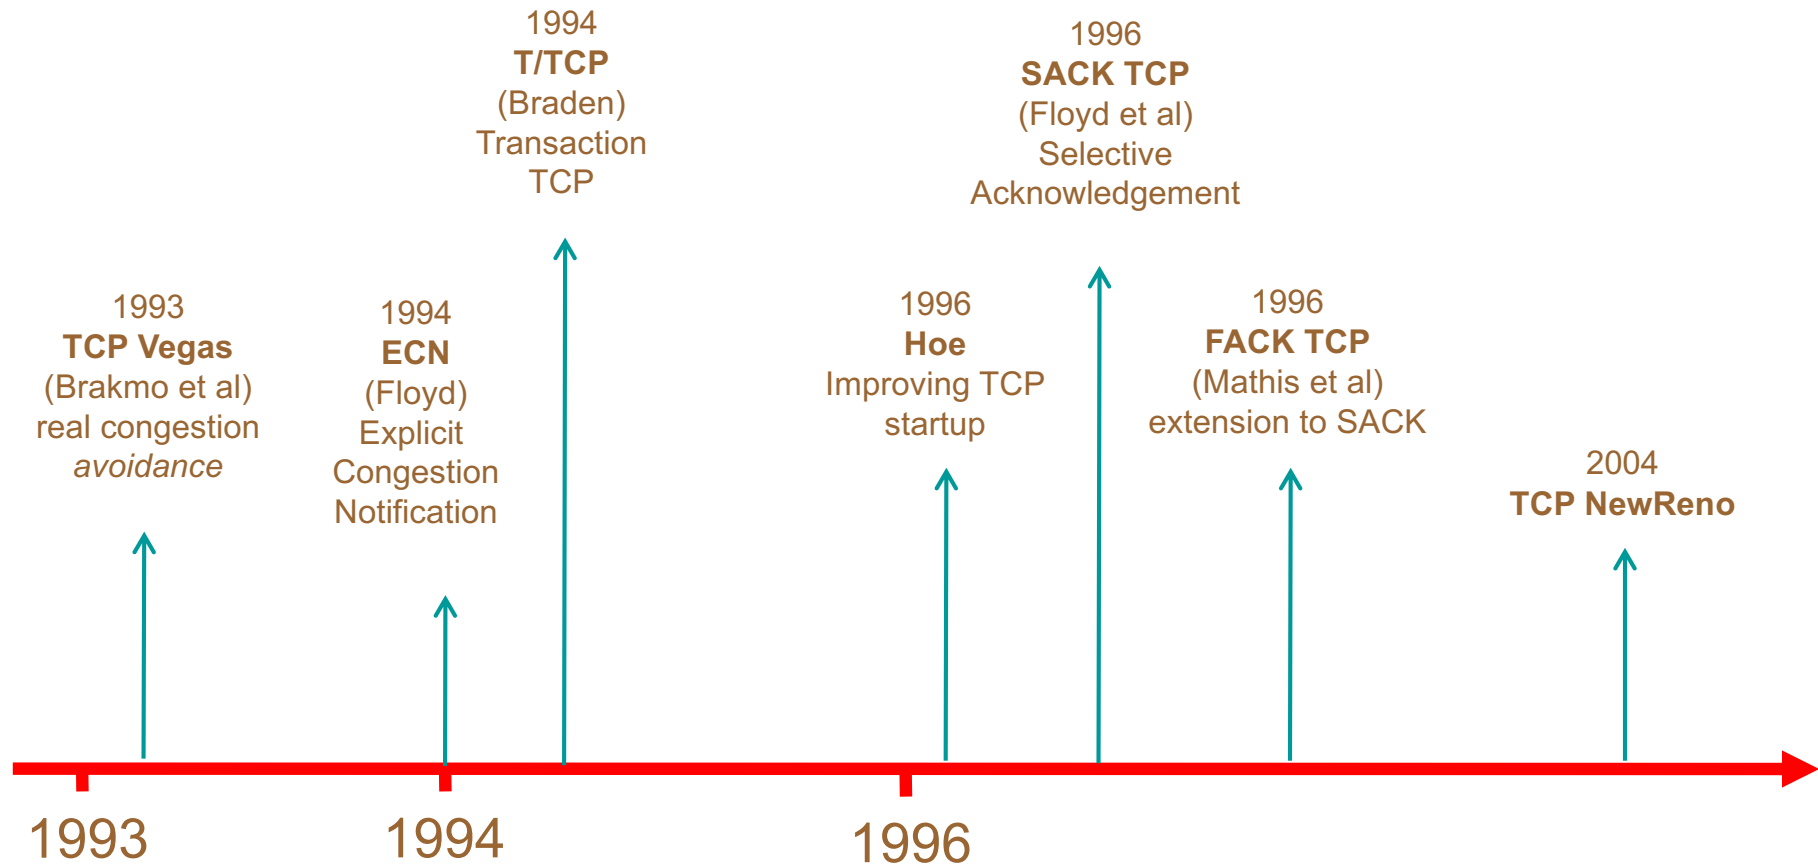 1993
TCP Vegas
(Brakmo et al)
real congestion
avoidance
1994
ECN
(Floyd)
Explicit
Congestion
Notification
1994
T/TCP
(Braden)
Transaction
TCP
1996
Hoe
Improving TCP
startup
1996
SACK TCP
(Floyd et al)
Selective
Acknowledgement
1996
FACK TCP
(Mathis et al)
extension to SACK
2004
TCP NewReno
1993
1994
1996